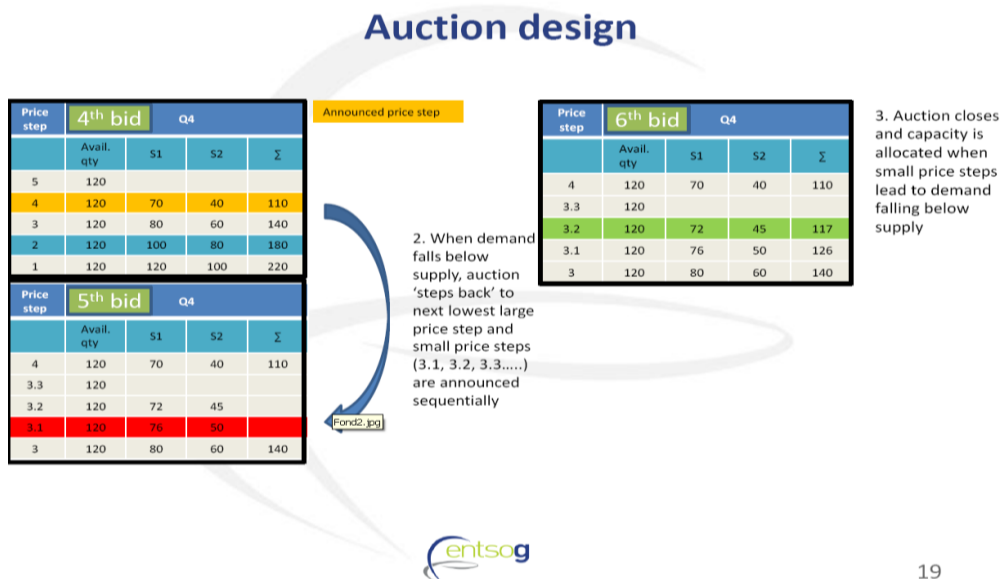 Auction design
Price step 4th bid Q4
Avail. qty S1 S2 Σ
5 120
4 120 70 40 110
3 120 80 60 140
2 120 100 80 180
1 120 120 100 220
Announced price step
Price step 5th bid Q4
Avail. qty S1 S2 Σ
4 120 70 40 110
3.3 120
3.2 120 72 45
3.1 120 76 50
3 120 80 60 140
2. When demand
falls below
supply, auction
‘steps back’ to
next lowest large
price step and
small price steps
(3.1, 3.2, 3.3.....)
are announced
sequentially
Fond2.jpg
Price step 6th bid Q4
Avail. qty S1 S2 Σ
4 120 70 40 110
3.3 120
3.2 120 72 45 117
3.1 120 76 50 126
3 120 80 60 140
3. Auction closes
and capacity is
allocated when
small price steps
lead to demand
falling below
supply
entsog
19